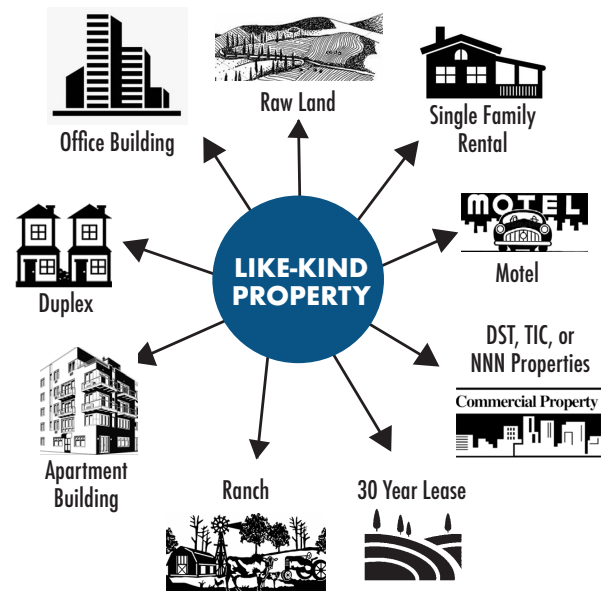 Raw Land
Office Building
Single Family
Rental
LIKE-KIND
PROPERTY
MOTEL
Motel
Duplex
DST, TIC, or
NNN Properties
Commercial Property
Apartment
Building
Ranch
30 Year Lease